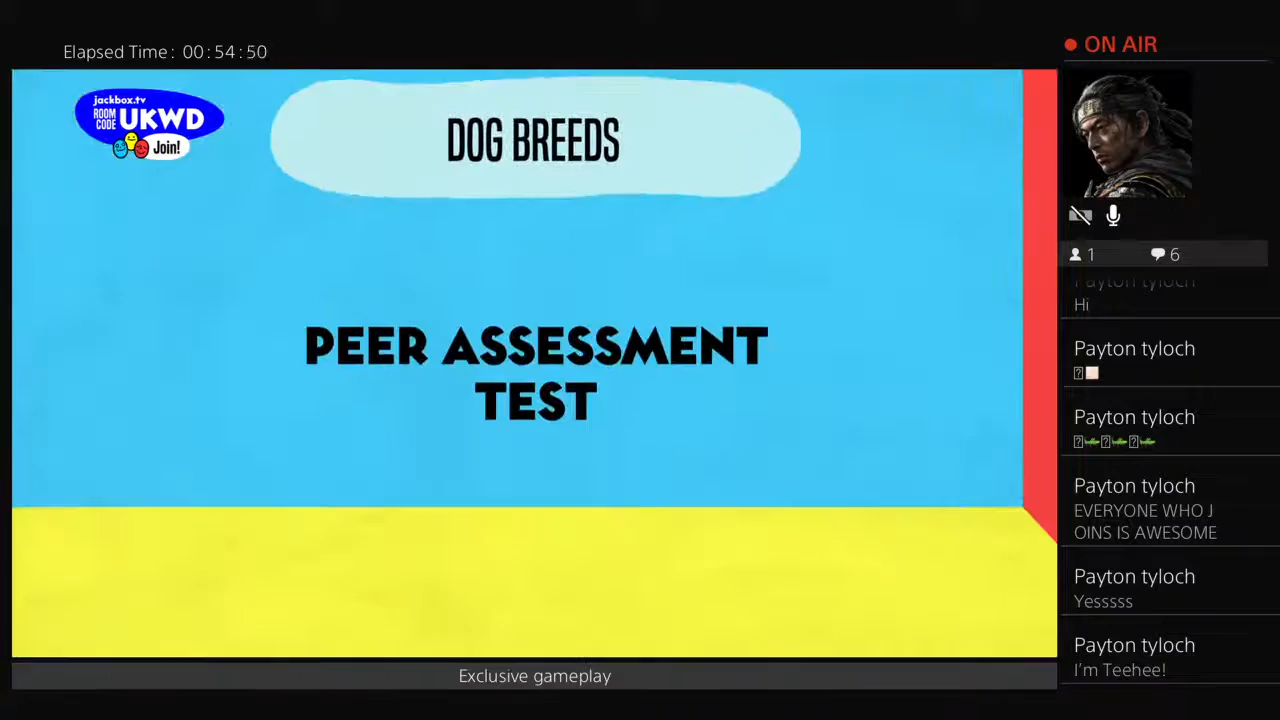 Elapsed Time: 00:54:50
ON AIR
jackbox.tv
ROOM CODE UKWD
Join!
DOG BREEDS
PEER ASSESSMENT
TEST
Exclusive gameplay
1 6
Payton tyloch
Hi
Payton tyloch
Payton tyloch
Payton tyloch
EVERYONE WHO J
OINS IS AWESOME
Payton tyloch
Yesssss
Payton tyloch
I'm Teehee!